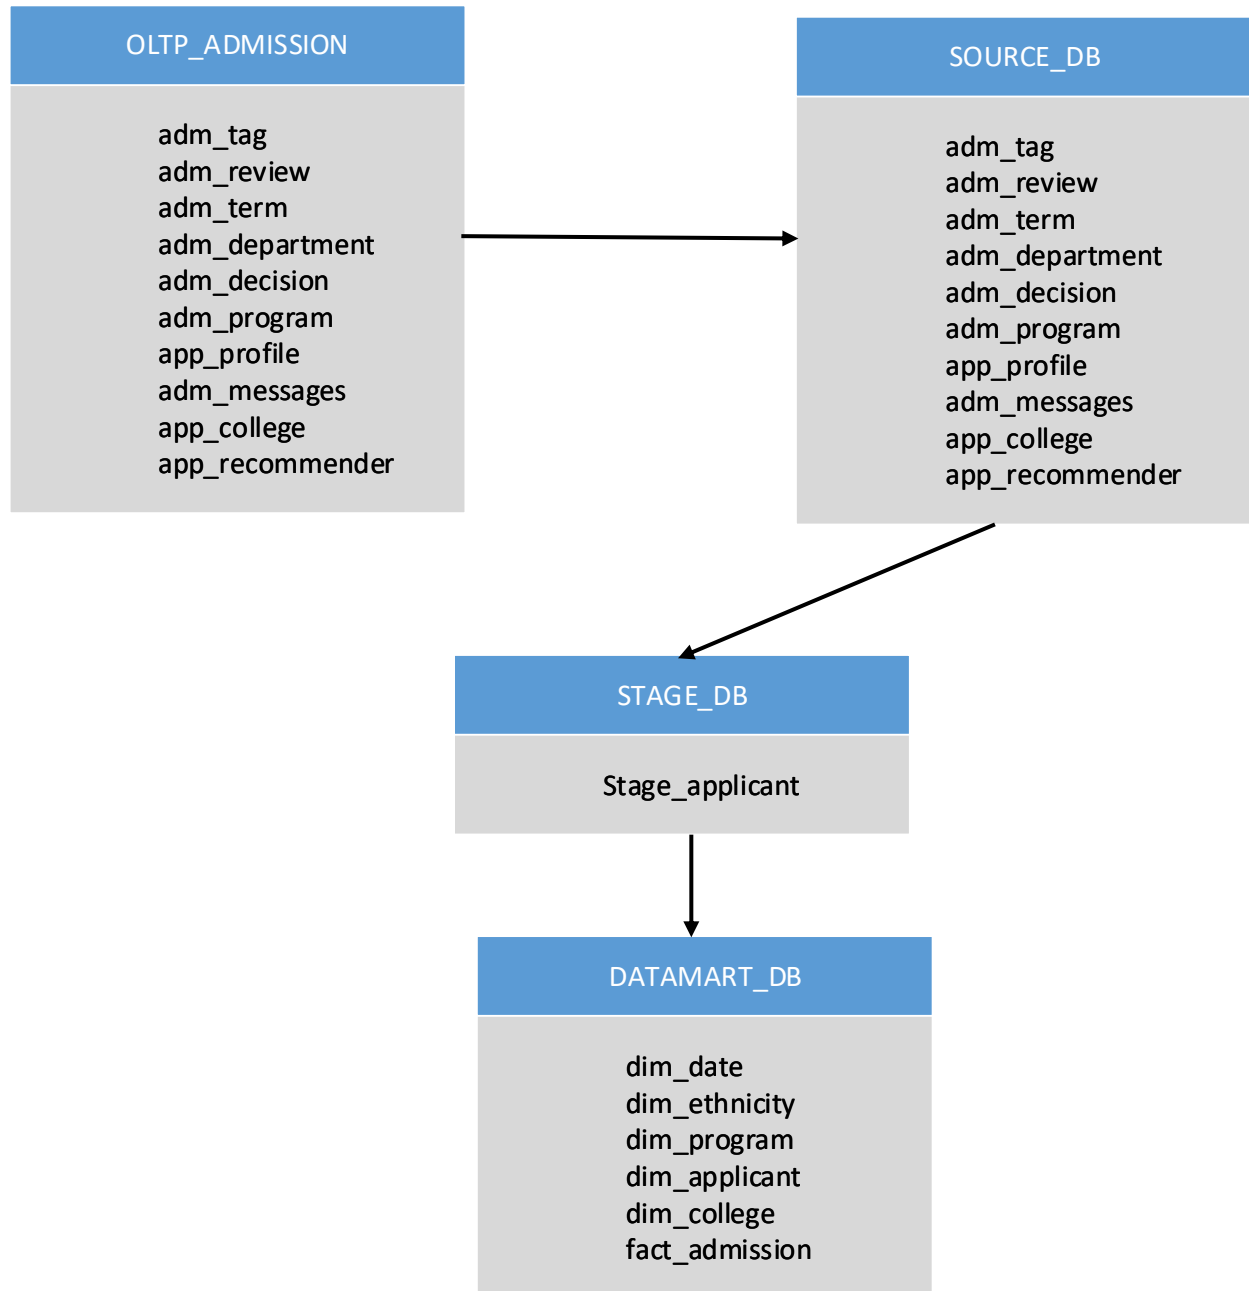 OLTP_ADMISSION
adm_tag
adm_review
adm_term
adm_department
adm_decision
adm_program
app_profile
adm_messages
app_college
app_recommender
SOURCE_DB
adm_tag
adm_review
adm_term
adm_department
adm_decision
adm_program
app_profile
adm_messages
app_college
app_recommender
STAGE_DB
Stage_applicant
DATAMART_DB
dim_date
dim_ethnicity
dim_program
dim_applicant
dim_college
fact_admission